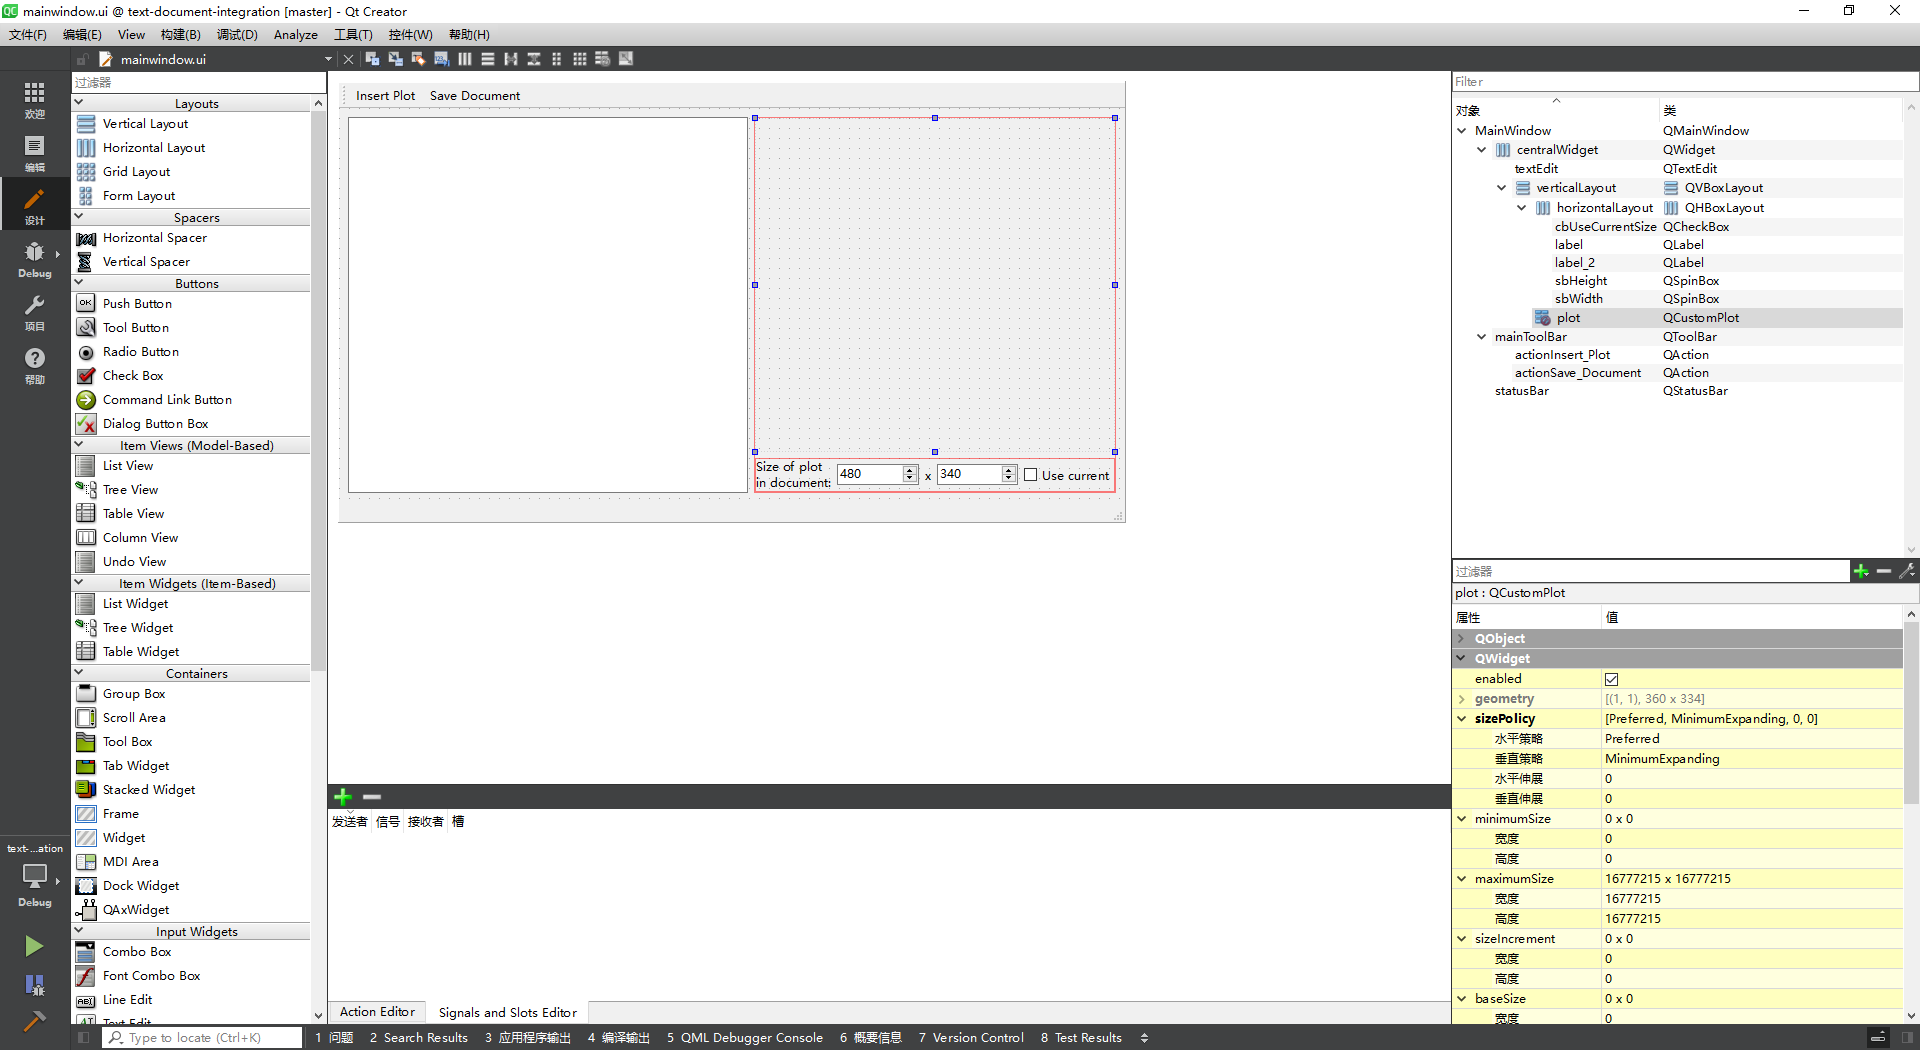 mainwindow.ui @ text-document-integration [master] - Qt Creator
文件(F) 编辑(E) View 构建(B) 调试(D) Analyze 工具(T) 控件(W) 帮助(H)
mainwindow.ui
欢迎
编辑
设计
Debug
项目
帮助
text-...ation
Debug
过滤器
Layouts
Vertical Layout
Horizontal Layout
Grid Layout
Form Layout
Spacers
Horizontal Spacer
Vertical Spacer
Buttons
Push Button
Tool Button
Radio Button
Check Box
Command Link Button
Dialog Button Box
Item Views (Model-Based)
List View
Tree View
Table View
Column View
Undo View
Item Widgets (Item-Based)
List Widget
Tree Widget
Table Widget
Containers
Group Box
Scroll Area
Tool Box
Tab Widget
Stacked Widget
Frame
Widget
MDI Area
Dock Widget
QAxWidget
Input Widgets
Combo Box
Font Combo Box
Line Edit
Text Edit
Insert Plot Save Document
Size of plot
in document: 480 x 340 Use current
发送者 信号 接收者 槽
Action Editor Signals and Slots Editor
Filter
对象 类
MainWindow QMainWindow
centralWidget QWidget
textEdit QTextEdit
verticalLayout QVBoxLayout
horizontalLayout QHBoxLayout
cbUseCurrentSize QCheckBox
label QLabel
label_2 QLabel
sbHeight QSpinBox
sbWidth QSpinBox
plot QCustomPlot
mainToolBar QToolBar
actionInsert_Plot QAction
actionSave_Document QAction
statusBar QStatusBar
过滤器
plot : QCustomPlot
属性 值
QObject
QWidget
enabled
geometry [(1, 1), 360 x 334]
sizePolicy [Preferred, MinimumExpanding, 0, 0]
水平策略 Preferred
垂直策略 MinimumExpanding
水平伸展 0
垂直伸展 0
minimumSize 0 x 0
宽度 0
高度 0
maximumSize 16777215 x 16777215
宽度 16777215
高度 16777215
sizeIncrement 0 x 0
宽度 0
高度 0
baseSize 0 x 0
宽度 0
Type to locate (Ctrl+K) 1 问题 2 Search Results 3 应用程序输出 4 编译输出 5 QML Debugger Console 6 概要信息 7 Version Control 8 Test Results